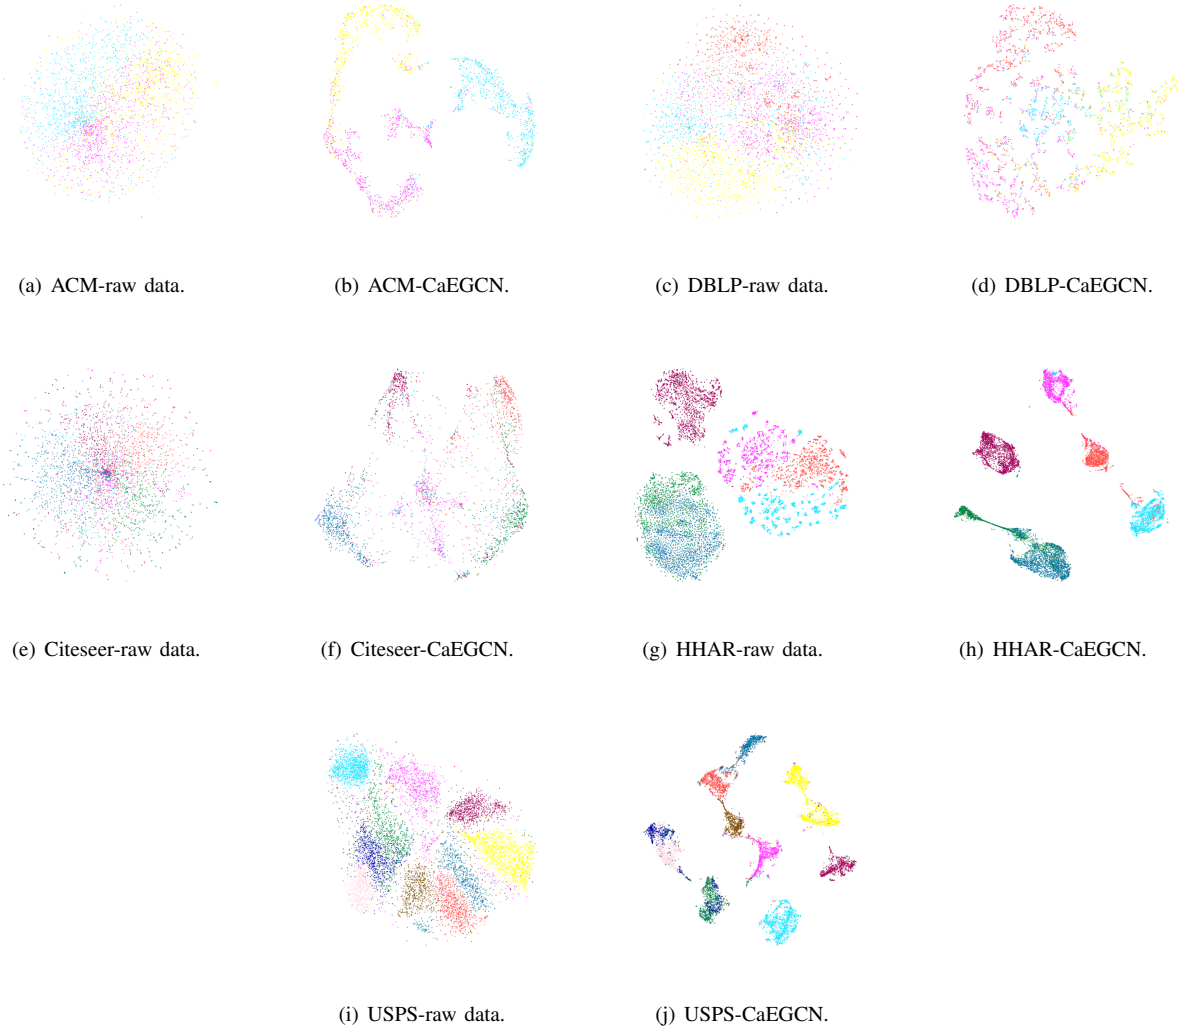 (a) ACM-raw data.
(b) ACM-CaEGCN.
(c) DBLP-raw data.
(d) DBLP-CaEGCN.
(e) Citeseer-raw data.
(f) Citeseer-CaEGCN.
(g) HHAR-raw data.
(h) HHAR-CaEGCN.
(i) USPS-raw data.
(j) USPS-CaEGCN.